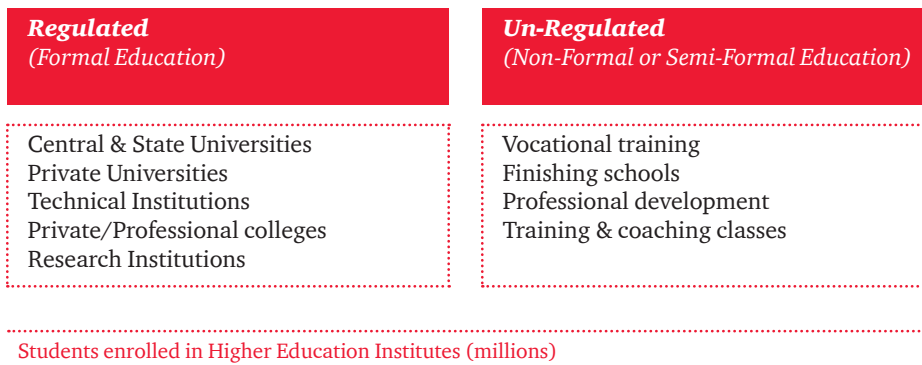 Regulated
(Formal Education)
Central & State Universities
Private Universities
Technical Institutions
Private/Professional colleges
Research Institutions
Un-Regulated
(Non-Formal or Semi-Formal Education)
Vocational training
Finishing schools
Professional development
Training & coaching classes
Students enrolled in Higher Education Institutes (millions)